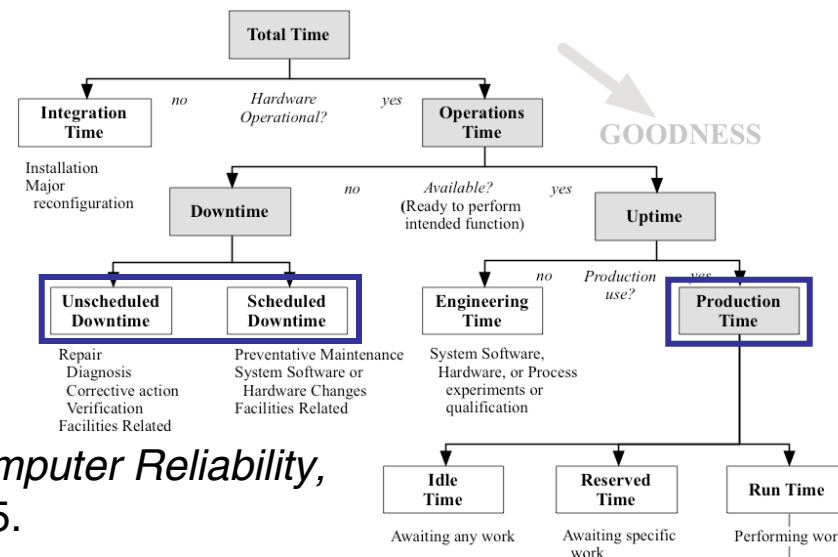 Total Time
no Hardware yes
Operational?
Integration
Time
Operations
Time
GOODNESS
Installation
Major
reconfiguration
no Available? yes
(Ready to perform
intended function)
Downtime
Uptime
no Production yes
use?
Unscheduled
Downtime
Scheduled
Downtime
Engineering
Time
Production
Time
Repair
Diagnosis
Corrective action
Verification
Facilities Related
Preventative Maintenance
System Software or
Hardware Changes
Facilities Related
System Software,
Hardware, or Process
experiments or
qualification
mputer Reliability,
5.
Idle
Time
Reserved
Time
Run Time
Awaiting any work
Awaiting specific
work
Performing wor